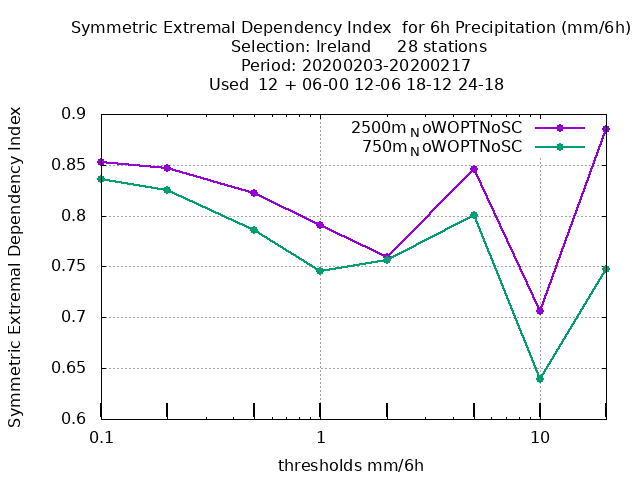 Symmetric Extremal Dependency Index  for 6h Precipitation (mm/6h)
Selection: Ireland     28 stations
Period: 20200203-20200217
Used  12 + 06-00 12-06 18-12 24-18
Symmetric Extremal Dependency Index
0.9
0.85
0.8
0.75
0.7
0.65
0.6
2500m_NoWOPTNoSC
750m_NoWOPTNoSC
0.1
1
10
thresholds mm/6h